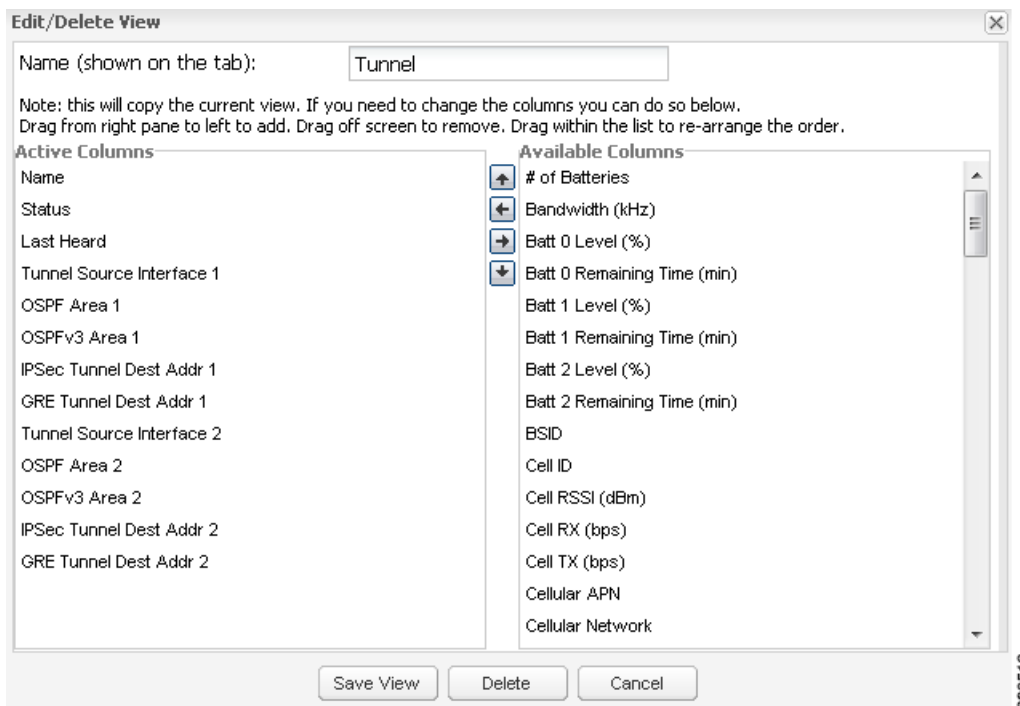 Edit/Delete View
Name (shown on the tab):
Tunnel
Note: this will copy the current view. If you need to change the columns you can do so below.
Drag from right pane to left to add. Drag off screen to remove. Drag within the list to re-arrange the order.
Active Columns
Name
Status
Last Heard
Tunnel Source Interface 1
OSPF Area 1
OSPFv3 Area 1
IPSec Tunnel Dest Addr 1
GRE Tunnel Dest Addr 1
Tunnel Source Interface 2
OSPF Area 2
OSPFv3 Area 2
IPSec Tunnel Dest Addr 2
GRE Tunnel Dest Addr 2
Available Columns
# of Batteries
Bandwidth (kHz)
Batt 0 Level (%)
Batt 0 Remaining Time (min)
Batt 1 Level (%)
Batt 1 Remaining Time (min)
Batt 2 Level (%)
Batt 2 Remaining Time (min)
BSID
Cell ID
Cell RSSI (dBm)
Cell RX (bps)
Cell TX (bps)
Cellular APN
Cellular Network
Save View
Delete
Cancel